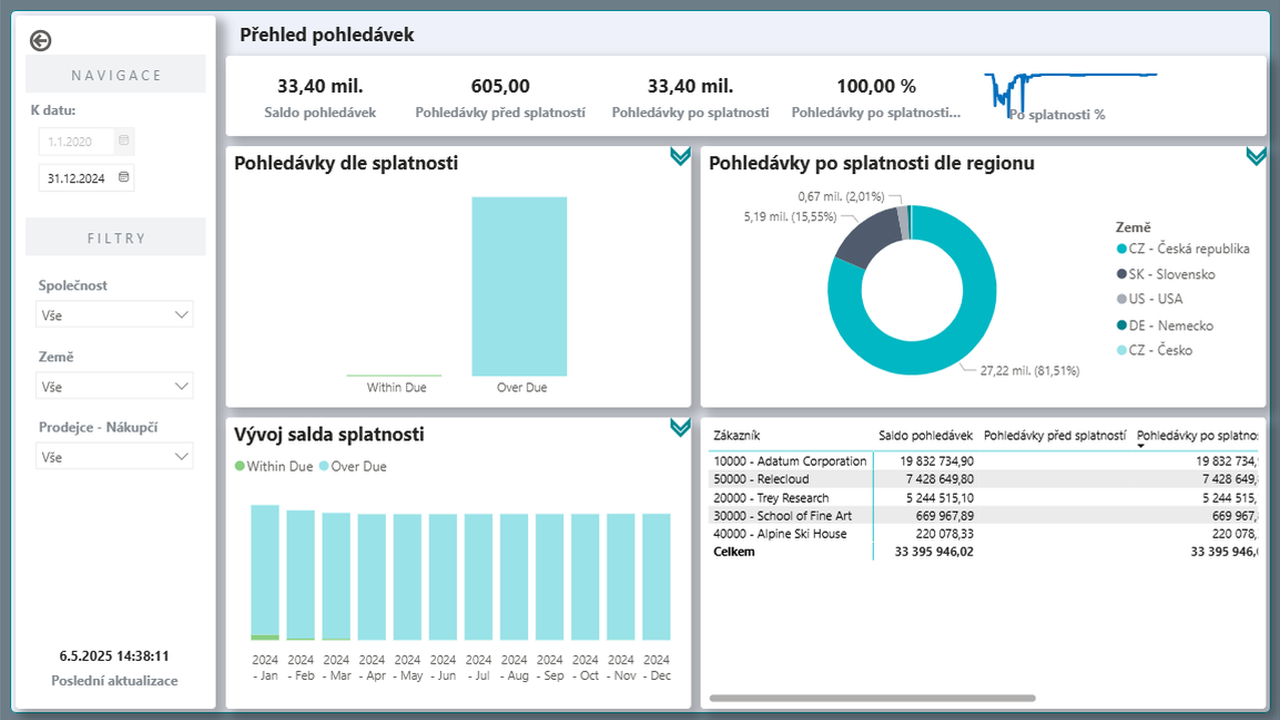 Přehled pohledávek
NAVIGACE
K datu:
1.1.2020
31.12.2024
FILTRY
Společnost
Vše
Země
Vše
Prodejce - Nákupčí
Vše
6.5.2025 14:38:11
Poslední aktualizace
33,40 mil.
Saldo pohledávek
605,00
Pohledávky před splatností
33,40 mil.
Pohledávky po splatnosti
100,00 %
Pohledávky po splatnosti...
Po splatnosti %
Pohledávky dle splatnosti
Within Due
Over Due
Pohledávky po splatnosti dle regionu
0,67 mil. (2,01%)
5,19 mil. (15,55%)
27,22 mil. (81,51%)
Země
CZ - Česká republika
SK - Slovensko
US - USA
DE - Nemecko
CZ - Česko
Vývoj salda splatnosti
Within Due Over Due
2024 2024 2024 2024 2024 2024 2024 2024 2024 2024 2024 2024
- Jan - Feb - Mar - Apr - May - Jun - Jul - Aug - Sep - Oct - Nov - Dec
Zákazník Saldo pohledávek Pohledávky před splatností Pohledávky po splatnos
10000 - Adatum Corporation 19 832 734,90 19 832 734,
50000 - Relecloud 7 428 649,80 7 428 649,
20000 - Trey Research 5 244 515,10 5 244 515,
30000 - School of Fine Art 669 967,89 669 967,
40000 - Alpine Ski House 220 078,33 220 078,
Celkem 33 395 946,02 33 395 946,